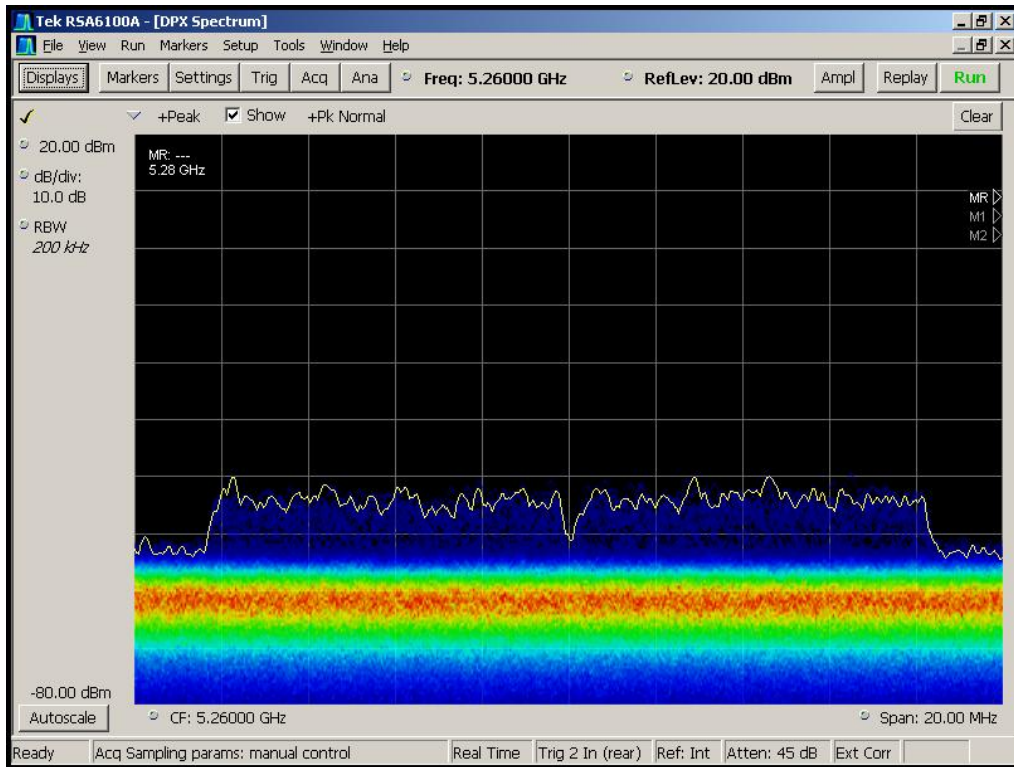 Tek RSA6100A - [DPX Spectrum]
File View Run Markers Setup Tools Window Help
Displays Markers Settings Trig Acq Ana Freq: 5.26000 GHz RefLev: 20.00 dBm Ampl Replay Run
+Peak Show +Pk Normal Clear
20.00 dBm
dB/div:
10.0 dB
RBW
200 kHz
MR: ---
5.28 GHz
MR
M1
M2
-80.00 dBm
Autoscale CF: 5.26000 GHz Span: 20.00 MHz
Ready Acq Sampling params: manual control Real Time Trig 2 In (rear) Ref: Int Atten: 45 dB Ext Corr